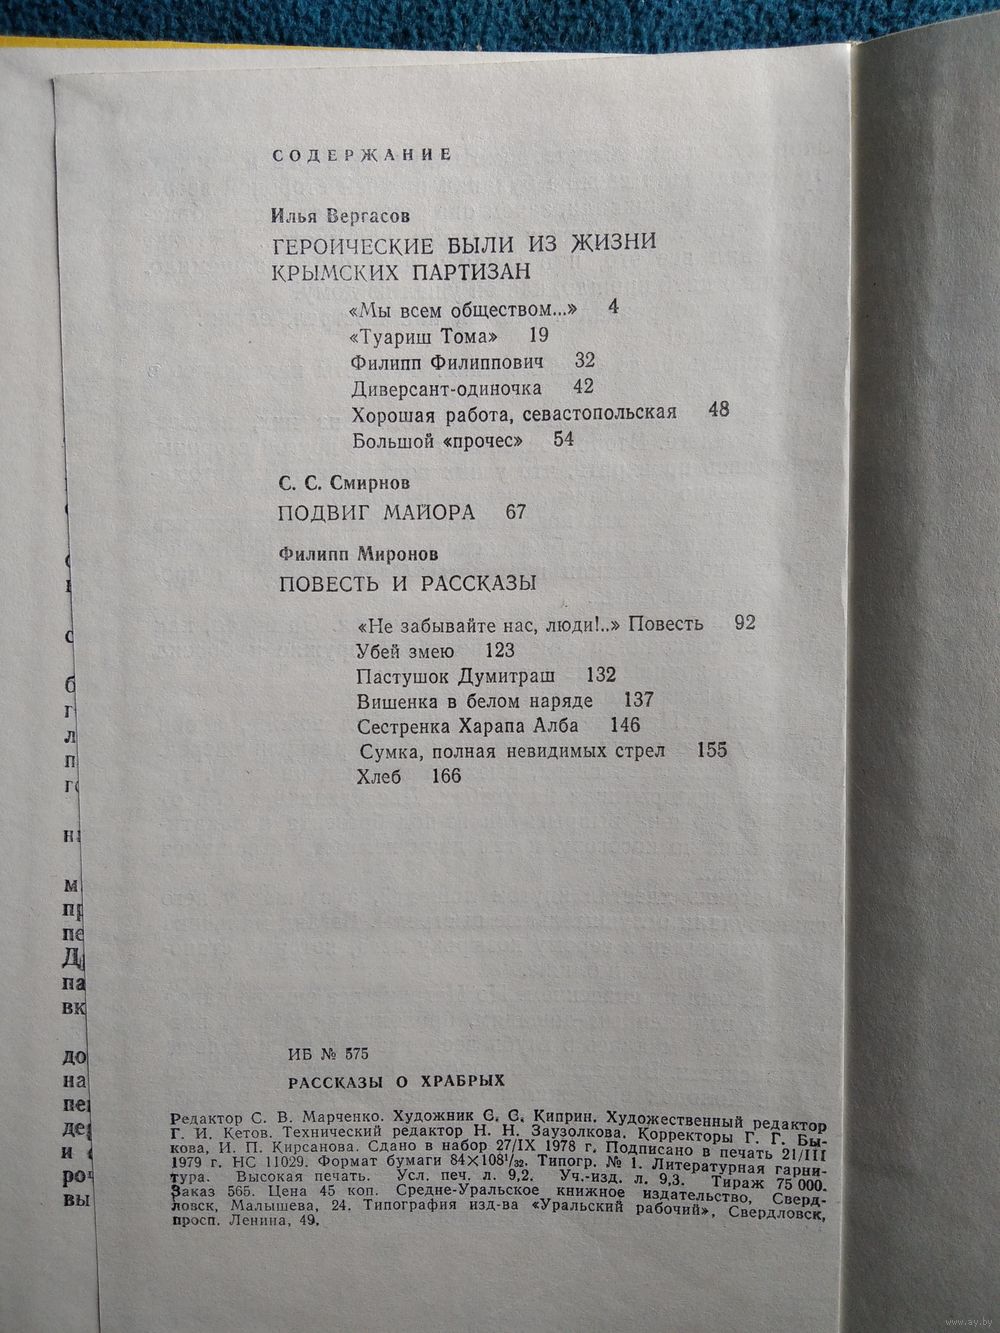 СОДЕРЖАНИЕ
Илья Вергасов
ГЕРОИЧЕСКИЕ БЫЛИ ИЗ ЖИЗНИ
КРЫМСКИХ ПАРТИЗАН
«Мы всем обществом...» 4
«Туариш Тома» 19
Филипп Филиппович 32
Диверсант-одиночка 42
Хорошая работа, севастопольская 48
Большой «прочес» 54
С. С. Смирнов
ПОДВИГ МАЙОРА 67
Филипп Миронов
ПОВЕСТЬ И РАССКАЗЫ
«Не забывайте нас, люди!..» Повесть 92
Убей змею 123
Пастушок Думитраш 132
Вишенка в белом наряде 137
Сестренка Харапа Алба 146
Сумка, полная невидимых стрел 155
Хлеб 166
ИБ № 575
РАССКАЗЫ О ХРАБРЫХ
Редактор С. В. Марченко. Художник С. С. Киприн. Художественный редактор
Г. И. Кетов. Технический редактор Н. Н. Заузолкова. Корректоры Г. Г. Бы-
кова, И. П. Кирсанова. Сдано в набор 27/IX 1978 г. Подписано в печать 21/III
1979 г. НС 11029. Формат бумаги 84×108 1/32. Типогр. № 1. Литературная гарни-
тура. Высокая печать. Усл. печ. л. 9,2. Уч.-изд. л. 9,3. Тираж 75 000.
Заказ 565. Цена 45 коп. Средне-Уральское книжное издательство, Сверд-
ловск, Малышева, 24. Типография изд-ва «Уральский рабочий», Свердловск,
просп. Ленина, 49.
www.ay.by